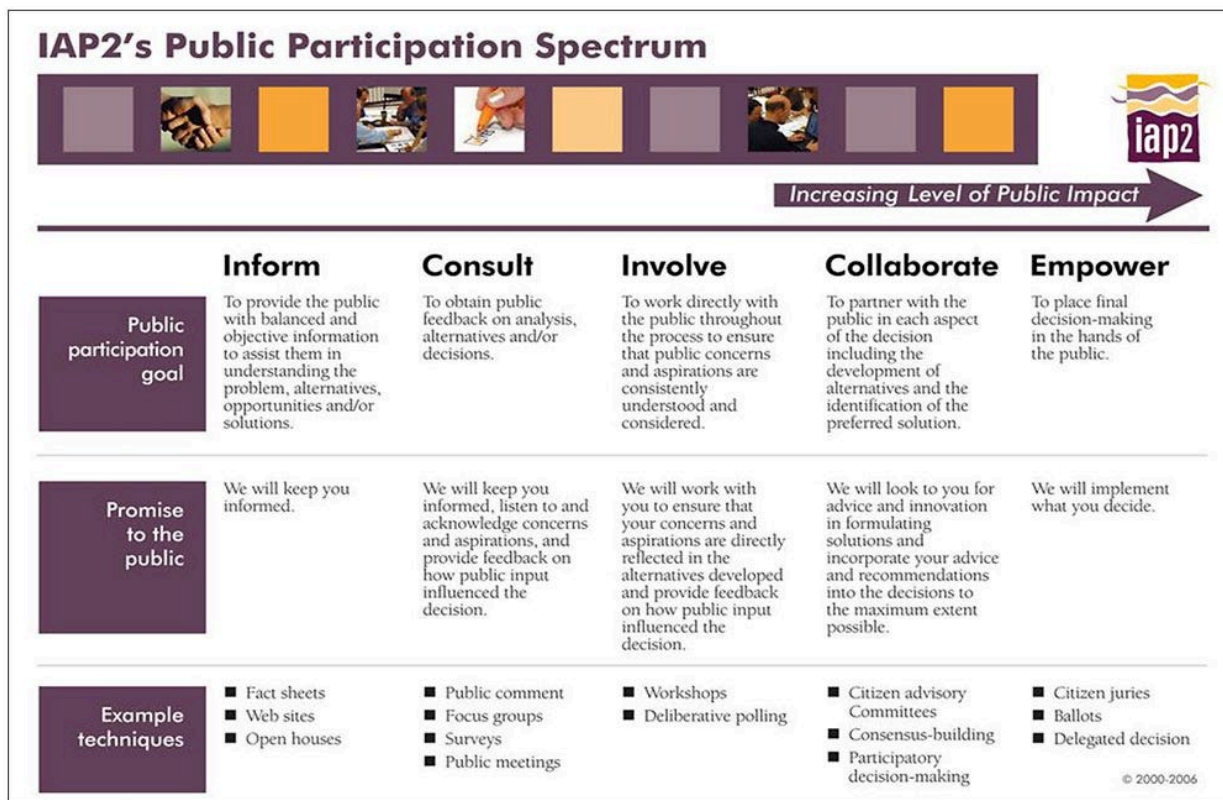 IAP2's Public Participation Spectrum
iap2
Increasing Level of Public Impact
Inform
Consult
Involve
Collaborate
Empower
Public
participation
goal
To provide the public
with balanced and
objective information
to assist them in
understanding the
problem, alternatives,
opportunities and/or
solutions.
To obtain public
feedback on analysis,
alternatives and/or
decisions.
To work directly with
the public throughout
the process to ensure
that public concerns
and aspirations are
consistently
understood and
considered.
To partner with the
public in each aspect
of the decision
including the
development of
alternatives and the
identification of the
preferred solution.
To place final
decision-making
in the hands of
the public.
Promise
to the
public
We will keep you
informed.
We will keep you
informed, listen to and
acknowledge concerns
and aspirations, and
provide feedback on
how public input
influenced the
decision.
We will work with
you to ensure that
your concerns and
aspirations are directly
reflected in the
alternatives developed
and provide feedback
on how public input
influenced the
decision.
We will look to you for
advice and innovation
in formulating
solutions and
incorporate your advice
and recommendations
into the decisions to
the maximum extent
possible.
We will implement
what you decide.
Example
techniques
■ Fact sheets
■ Web sites
■ Open houses
■ Public comment
■ Focus groups
■ Surveys
■ Public meetings
■ Workshops
■ Deliberative polling
■ Citizen advisory
Committees
■ Consensus-building
■ Participatory
decision-making
■ Citizen juries
■ Ballots
■ Delegated decision
© 2000-2006